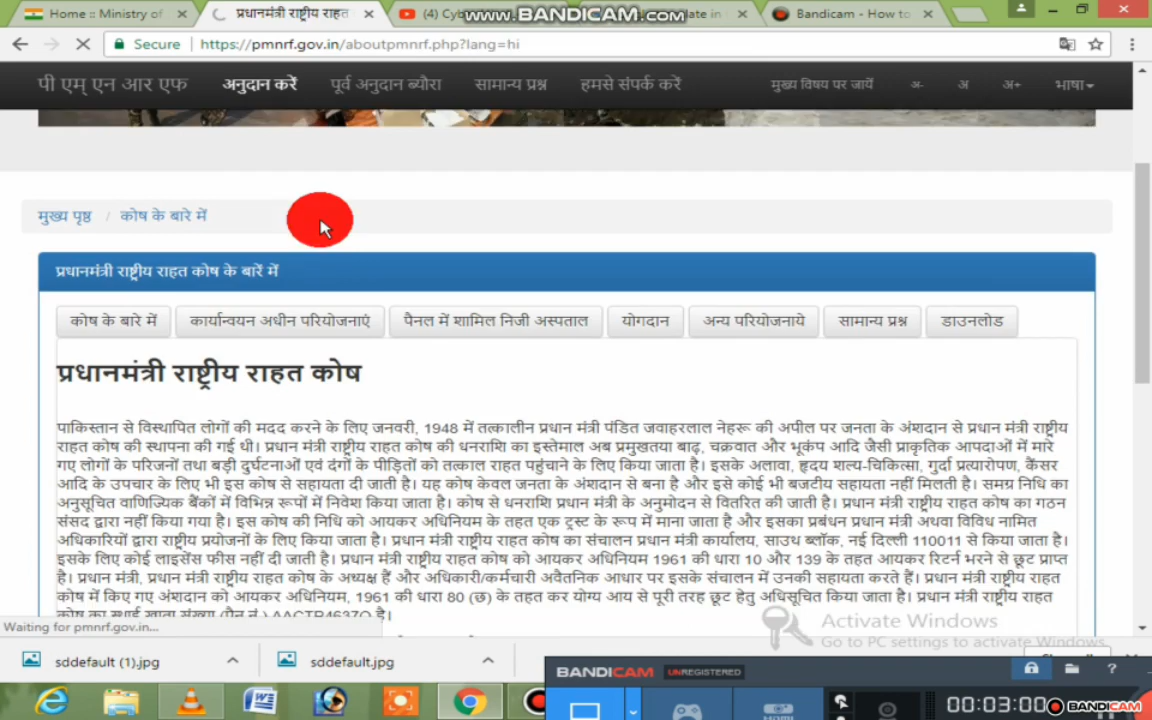 Home :: Ministry of
प्रधानमंत्री राष्ट्रीय राहत
(4) Cyb
www.BANDICAM.com
late in
Bandicam - How to
Secure
https://pmnrf.gov.in/aboutpmnrf.php?lang=hi
पी एम् एन आर एफ
अनुदान करें
पूर्व अनुदान ब्यौरा
सामान्य प्रश्न
हमसे संपर्क करें
मुख्य विषय पर जायें
अ-
अ
अ+
भाषा
मुख्य पृष्ठ / कोष के बारे में
प्रधानमंत्री राष्ट्रीय राहत कोष के बारें में
कोष के बारे में
कार्यान्वयन अधीन परियोजनाएं
पैनल में शामिल निजी अस्पताल
योगदान
अन्य परियोजनाये
सामान्य प्रश्न
डाउनलोड
प्रधानमंत्री राष्ट्रीय राहत कोष
पाकिस्तान से विस्थापित लोगों की मदद करने के लिए जनवरी, 1948 में तत्कालीन प्रधान मंत्री पंडित जवाहरलाल नेहरू की अपील पर जनता के अंशदान से प्रधान मंत्री राष्ट्रीय
राहत कोष की स्थापना की गई थी। प्रधान मंत्री राष्ट्रीय राहत कोष की धनराशि का इस्तेमाल अब प्रमुखतया बाढ़, चक्रवात और भूकंप आदि जैसी प्राकृतिक आपदाओं में मारे
गए लोगों के परिजनों तथा बड़ी दुर्घटनाओं एवं दंगों के पीड़ितों को तत्काल राहत पहुंचाने के लिए किया जाता है। इसके अलावा, हृदय शल्य-चिकित्सा, गुर्दा प्रत्यारोपण, कैंसर
आदि के उपचार के लिए भी इस कोष से सहायता दी जाती है। यह कोष केवल जनता के अंशदान से बना है और इसे कोई भी बजटीय सहायता नहीं मिलती है। समग्र निधि का
अनुसूचित वाणिज्यिक बैंकों में विभिन्न रूपों में निवेश किया जाता है। कोष से धनराशि प्रधान मंत्री के अनुमोदन से वितरित की जाती है। प्रधान मंत्री राष्ट्रीय राहत कोष का गठन
संसद द्वारा नहीं किया गया है। इस कोष की निधि को आयकर अधिनियम के तहत एक ट्रस्ट के रूप में माना जाता है और इसका प्रबंधन प्रधान मंत्री अथवा विविध नामित
अधिकारियों द्वारा राष्ट्रीय प्रयोजनों के लिए किया जाता है। प्रधान मंत्री राष्ट्रीय राहत कोष का संचालन प्रधान मंत्री कार्यालय, साउथ ब्लॉक, नई दिल्ली 110011 से किया जाता है।
इसके लिए कोई लाइसेंस फीस नहीं दी जाती है। प्रधान मंत्री राष्ट्रीय राहत कोष को आयकर अधिनियम 1961 की धारा 10 और 139 के तहत आयकर रिटर्न भरने से छूट प्राप्त
है। प्रधान मंत्री, प्रधान मंत्री राष्ट्रीय राहत कोष के अध्यक्ष हैं और अधिकारी/कर्मचारी अवैतनिक आधार पर इसके संचालन में उनकी सहायता करते हैं। प्रधान मंत्री राष्ट्रीय राहत
कोष में किए गए अंशदान को आयकर अधिनियम, 1961 की धारा 80 (छ) के तहत कर योग्य आय से पूरी तरह छूट हेतु अधिसूचित किया जाता है। प्रधान मंत्री राष्ट्रीय राहत
कोष का स्थाई खाता संख्या (पैन नं.) AACTP4637Q है।
Waiting for pmnrf.gov.in...
Activate Windows
Go to PC settings to activate Windows.
sddefault (1).jpg
sddefault.jpg
BANDICAM UNREGISTERED
00:03:00
BANDICAM